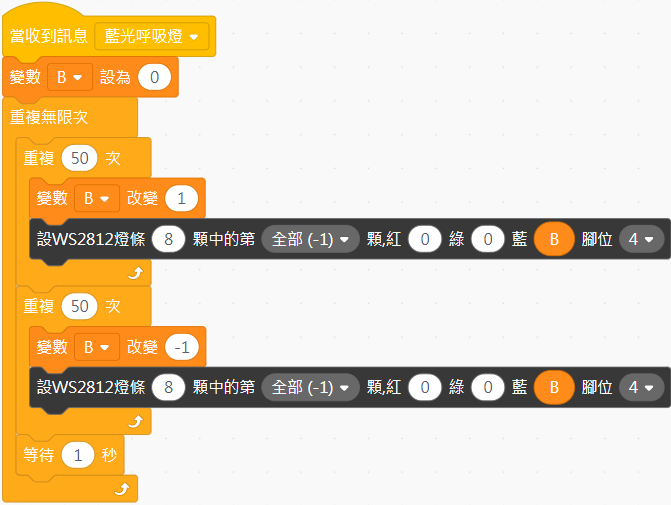 當收到訊息 藍光呼吸燈
變數 B 設為 0
重複無限次
重複 50 次
變數 B 改變 1
設WS2812燈條 8 顆中的第 全部 (-1) 顆,紅 0 綠 0 藍 B 腳位 4
重複 50 次
變數 B 改變 -1
設WS2812燈條 8 顆中的第 全部 (-1) 顆,紅 0 綠 0 藍 B 腳位 4
等待 1 秒